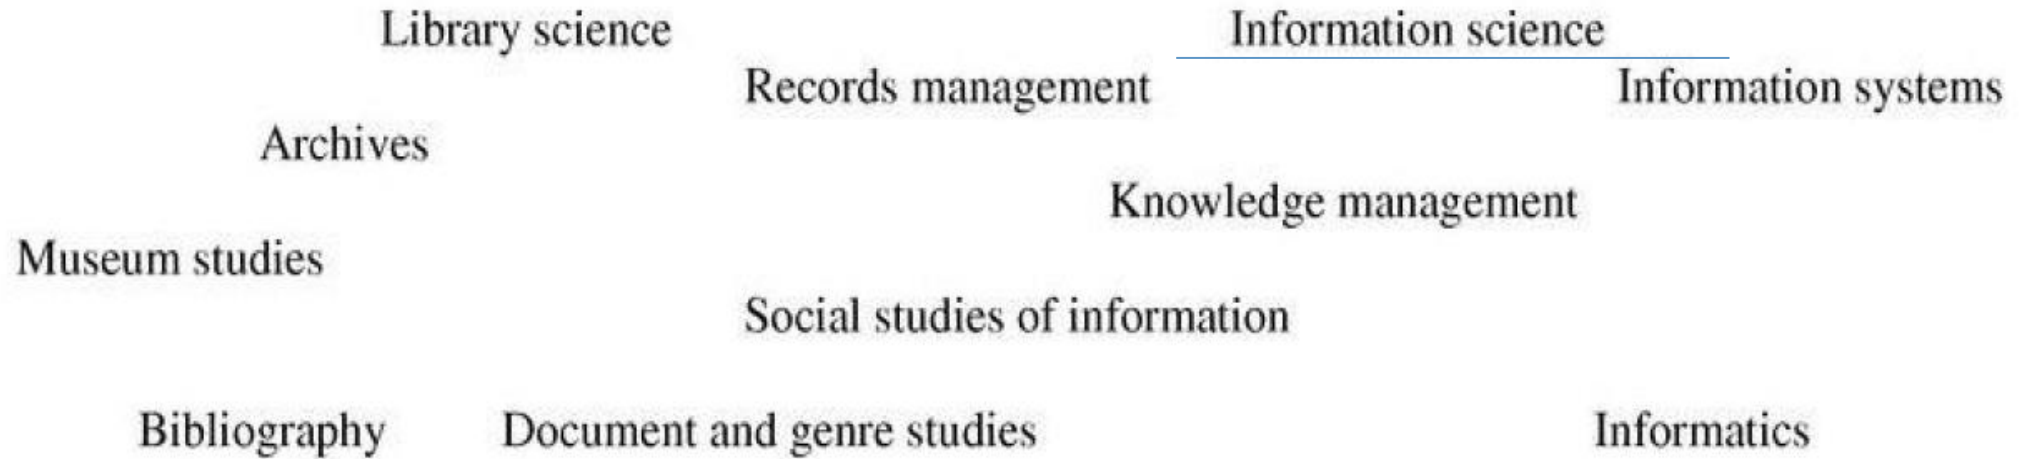 Library science Information science
Records management Information systems
Archives
Knowledge management
Museum studies
Social studies of information
Bibliography Document and genre studies Informatics